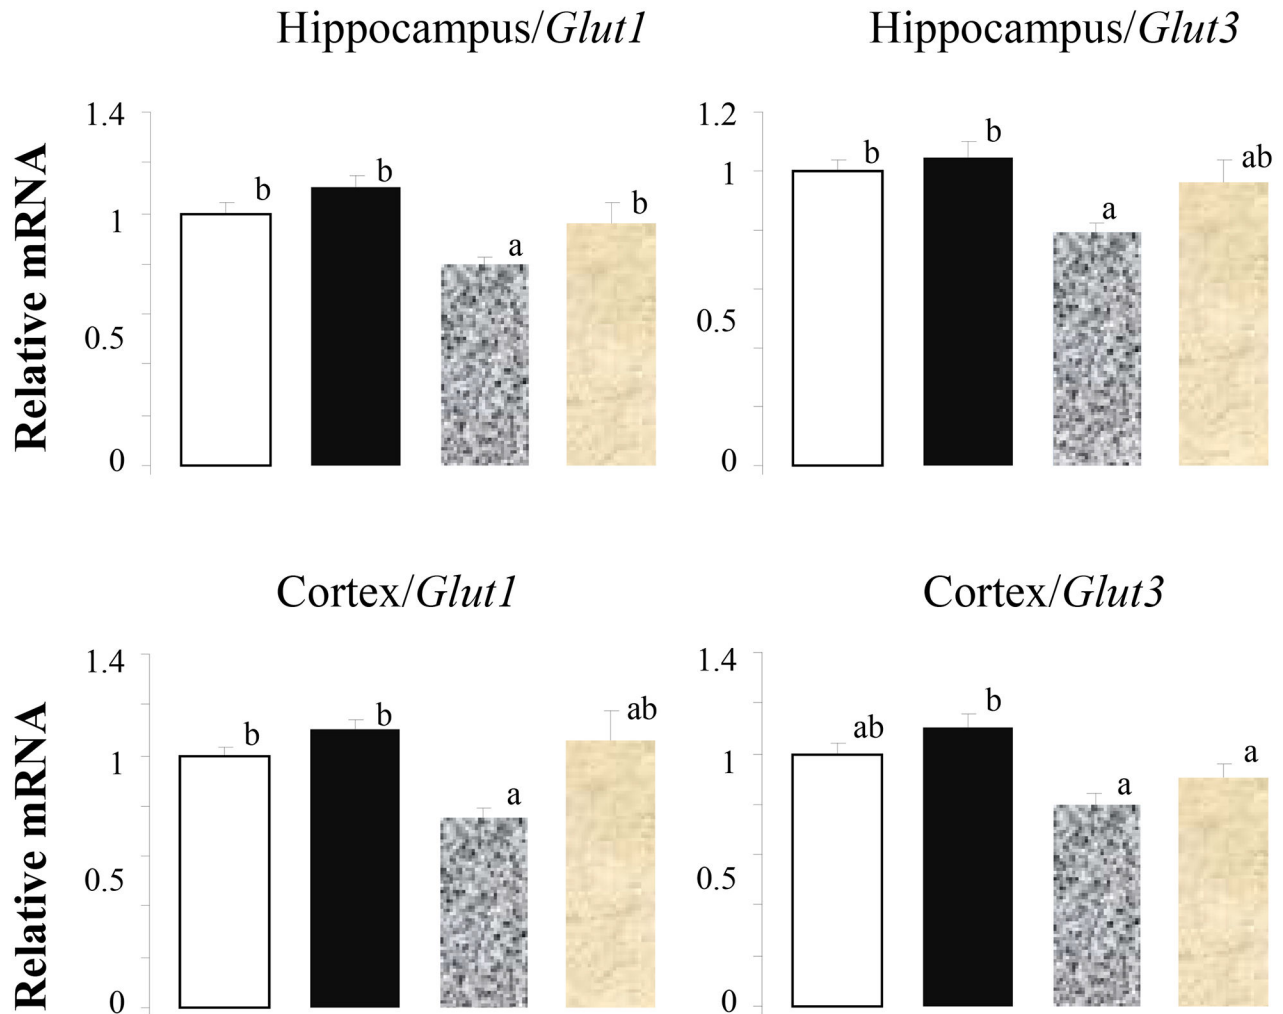 Hippocampus/Glut1
Relative mRNA
1.4
1
0.5
0
b
b
a
b
Hippocampus/Glut3
1.2
1
0.5
0
b
b
a
ab
Cortex/Glut1
Relative mRNA
1.4
1
0.5
0
b
b
a
ab
Cortex/Glut3
1.4
1
0.5
0
ab
b
a
a